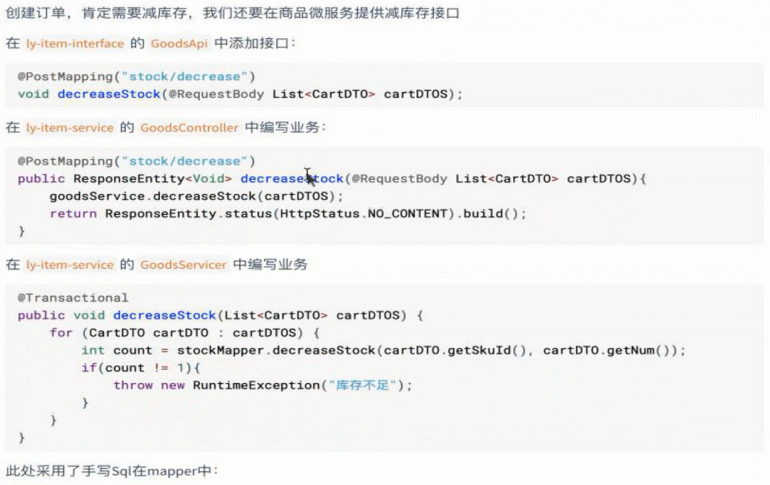 创建订单，肯定需要减库存，我们还要在商品微服务提供减库存接口
在 ly-item-interface 的 GoodsApi 中添加接口：
@PostMapping("stock/decrease")
void decreaseStock(@RequestBody List<CartDTO> cartDTOS);
在 ly-item-service 的 GoodsController 中编写业务：
@PostMapping("stock/decrease")
public ResponseEntity<Void> decreaseStock(@RequestBody List<CartDTO> cartDTOS){
    goodsService.decreaseStock(cartDTOS);
    return ResponseEntity.status(HttpStatus.NO_CONTENT).build();
}
在 ly-item-service 的 GoodsServicer 中编写业务
@Transactional
public void decreaseStock(List<CartDTO> cartDTOS) {
    for (CartDTO cartDTO : cartDTOS) {
        int count = stockMapper.decreaseStock(cartDTO.getSkuId(), cartDTO.getNum());
        if(count != 1){
            throw new RuntimeException("库存不足");
        }
    }
}
此处采用了手写Sql在mapper中：